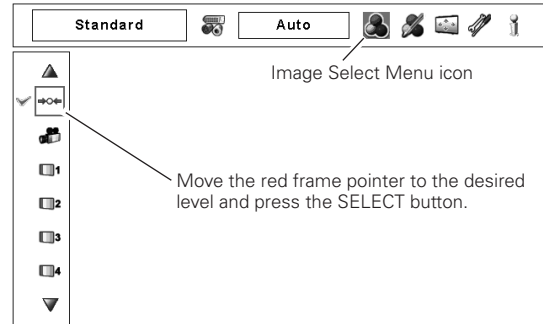 Standard
Auto
Image Select Menu icon
Move the red frame pointer to the desired
level and press the SELECT button.
1
2
3
4